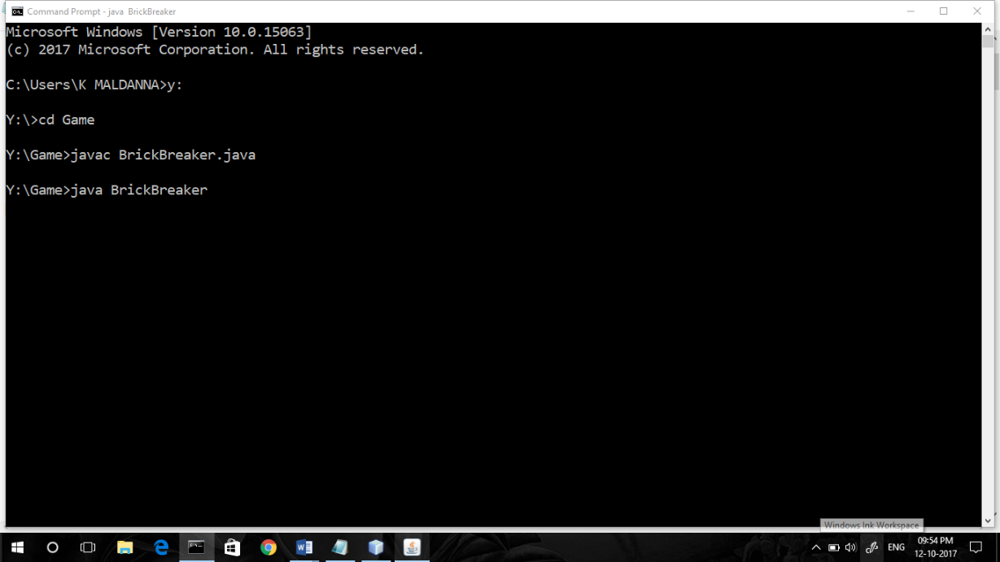 Command Prompt - java BrickBreaker
Microsoft Windows [Version 10.0.15063]
(c) 2017 Microsoft Corporation. All rights reserved.
C:\Users\K MALDANNA>y:
Y:\>cd Game
Y:\Game>javac BrickBreaker.java
Y:\Game>java BrickBreaker
Windows Ink Workspace
ENG
09:54 PM
12-10-2017